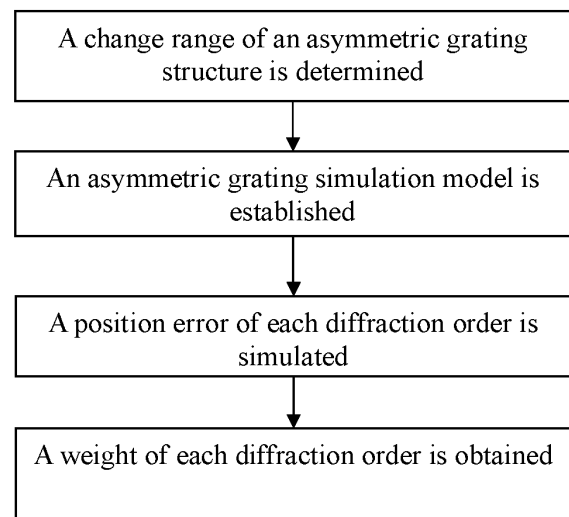 A change range of an asymmetric grating
structure is determined
An asymmetric grating simulation model is
established
A position error of each diffraction order is
simulated
A weight of each diffraction order is obtained